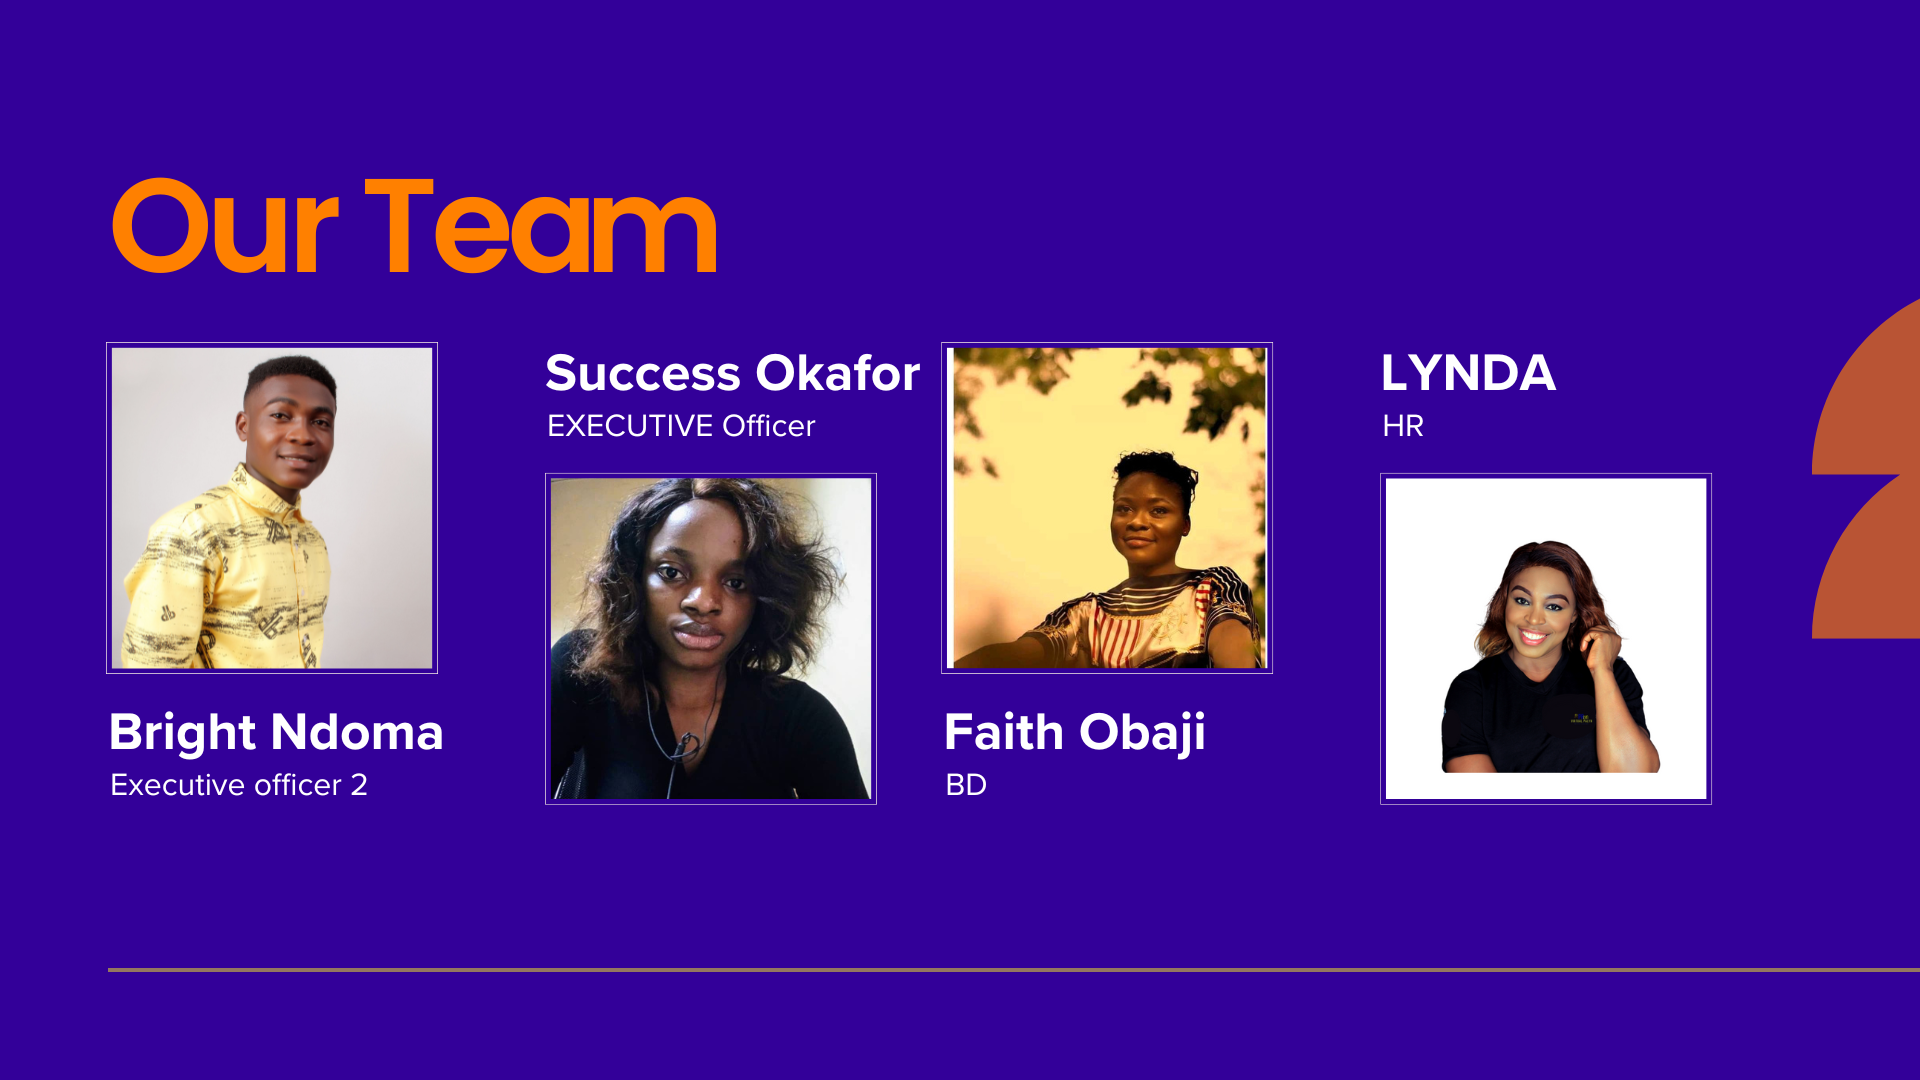 Our Team
Bright Ndoma
Executive officer 2
Success Okafor
EXECUTIVE Officer
Faith Obaji
BD
LYNDA
HR